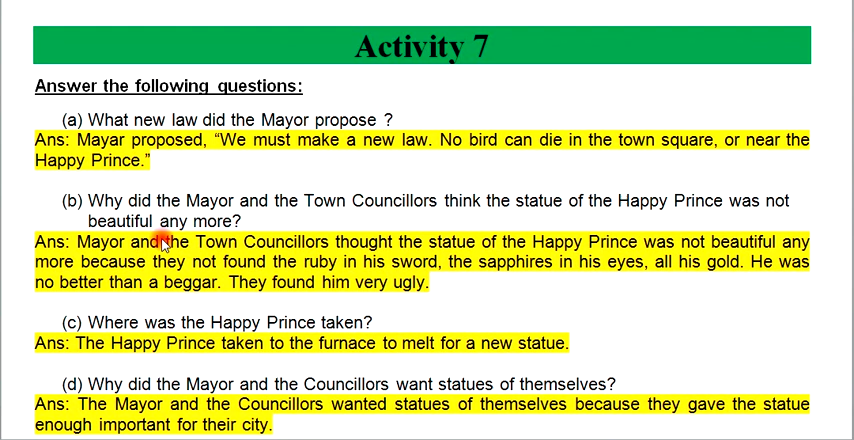 Activity 7
Answer the following questions:
(a) What new law did the Mayor propose ?
Ans: Mayar proposed, “We must make a new law. No bird can die in the town square, or near the
Happy Prince.”
(b) Why did the Mayor and the Town Councillors think the statue of the Happy Prince was not
beautiful any more?
Ans: Mayor and the Town Councillors thought the statue of the Happy Prince was not beautiful any
more because they not found the ruby in his sword, the sapphires in his eyes, all his gold. He was
no better than a beggar. They found him very ugly.
(c) Where was the Happy Prince taken?
Ans: The Happy Prince taken to the furnace to melt for a new statue.
(d) Why did the Mayor and the Councillors want statues of themselves?
Ans: The Mayor and the Councillors wanted statues of themselves because they gave the statue
enough important for their city.